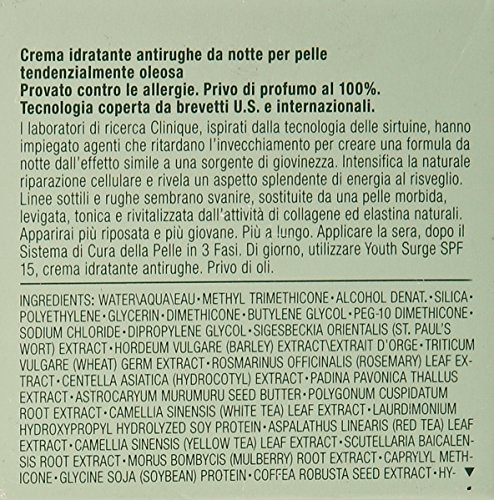 Crema idratante antirughe da notte per pelle
tendenzialmente oleosa
Provato contro le allergie. Privo di profumo al 100%.
Tecnologia coperta da brevetti U.S. e internazionali.
I laboratori di ricerca Clinique, ispirati dalla tecnologia delle sirtuine, hanno
impiegato agenti che ritardano l'invecchiamento per creare una formula da
notte dall'effetto simile a una sorgente di giovinezza. Intensifica la naturale
riparazione cellulare e rivela un aspetto splendente di energia al risveglio.
Linee sottili e rughe sembrano svanire, sostituite da una pelle morbida,
levigata, tonica e rivitalizzata dall'attività di collagene ed elastina naturali.
Apparirai più riposata e più giovane. Più a lungo. Applicare la sera, dopo il
Sistema di Cura della Pelle in 3 Fasi. Di giorno, utilizzare Youth Surge SPF
15, crema idratante antirughe. Privo di oli.
INGREDIENTS: WATER\AQUA\EAU•METHYL TRIMETHICONE•ALCOHOL DENAT.•SILICA•
POLYETHYLENE•GLYCERIN•DIMETHICONE•BUTYLENE GLYCOL•PEG-10 DIMETHICONE•
SODIUM CHLORIDE•DIPROPYLENE GLYCOL•SIGESBECKIA ORIENTALIS (ST. PAUL'S
WORT) EXTRACT•HORDEUM VULGARE (BARLEY) EXTRACT\EXTRAIT D'ORGE•TRITICUM
VULGARE (WHEAT) GERM EXTRACT•ROSMARINUS OFFICINALIS (ROSEMARY) LEAF EX-
TRACT•CENTELLA ASIATICA (HYDROCOTYL) EXTRACT•PADINA PAVONICA THALLUS
EXTRACT•ASTROCARYUM MURUMURU SEED BUTTER•POLYGONUM CUSPIDATUM
ROOT EXTRACT•CAMELLIA SINENSIS (WHITE TEA) LEAF EXTRACT•LAURDIMONIUM
HYDROXYPROPYL HYDROLYZED SOY PROTEIN•ASPALATHUS LINEARIS (RED TEA) LEAF
EXTRACT•CAMELLIA SINENSIS (YELLOW TEA) LEAF EXTRACT•SCUTELLARIA BAICALEN-
SIS ROOT EXTRACT•MORUS BOMBYCIS (MULBERRY) ROOT EXTRACT•CAPRYLYL METH-
ICONE•GLYCINE SOJA (SOYBEAN) PROTEIN•COFFEA ROBUSTA SEED EXTRACT•HY-▼